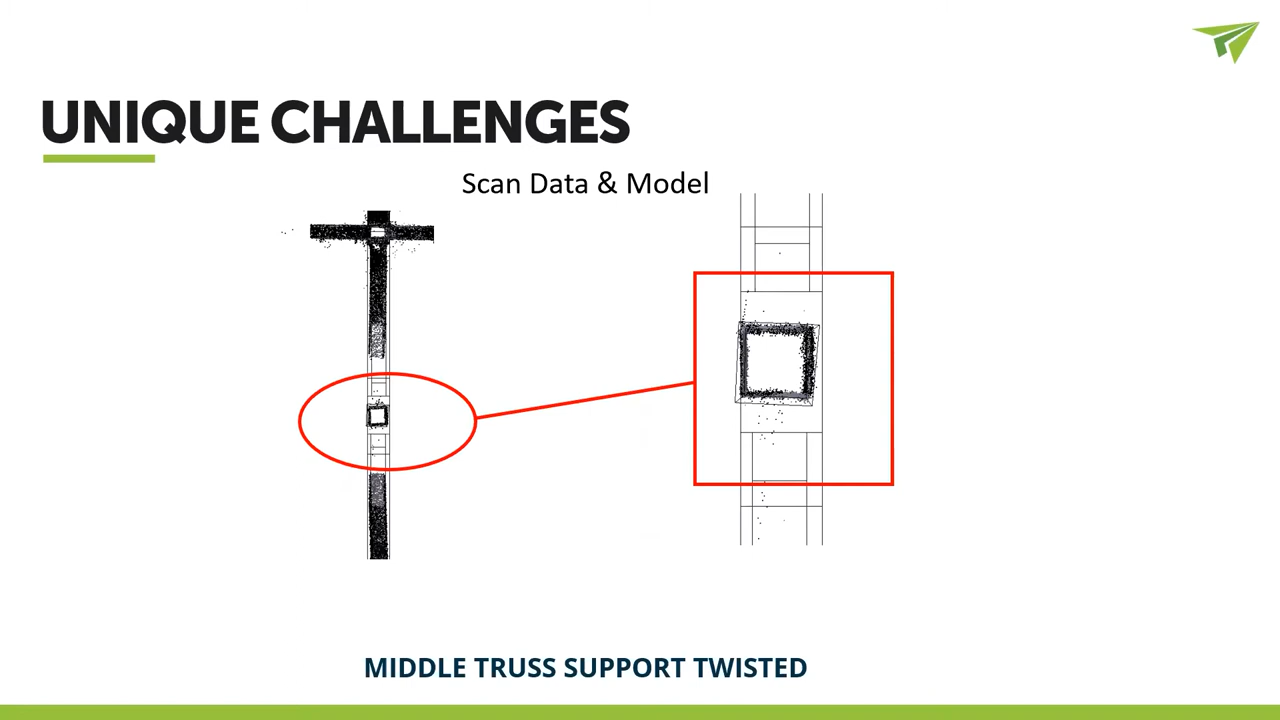 UNIQUE CHALLENGES
Scan Data & Model
MIDDLE TRUSS SUPPORT TWISTED